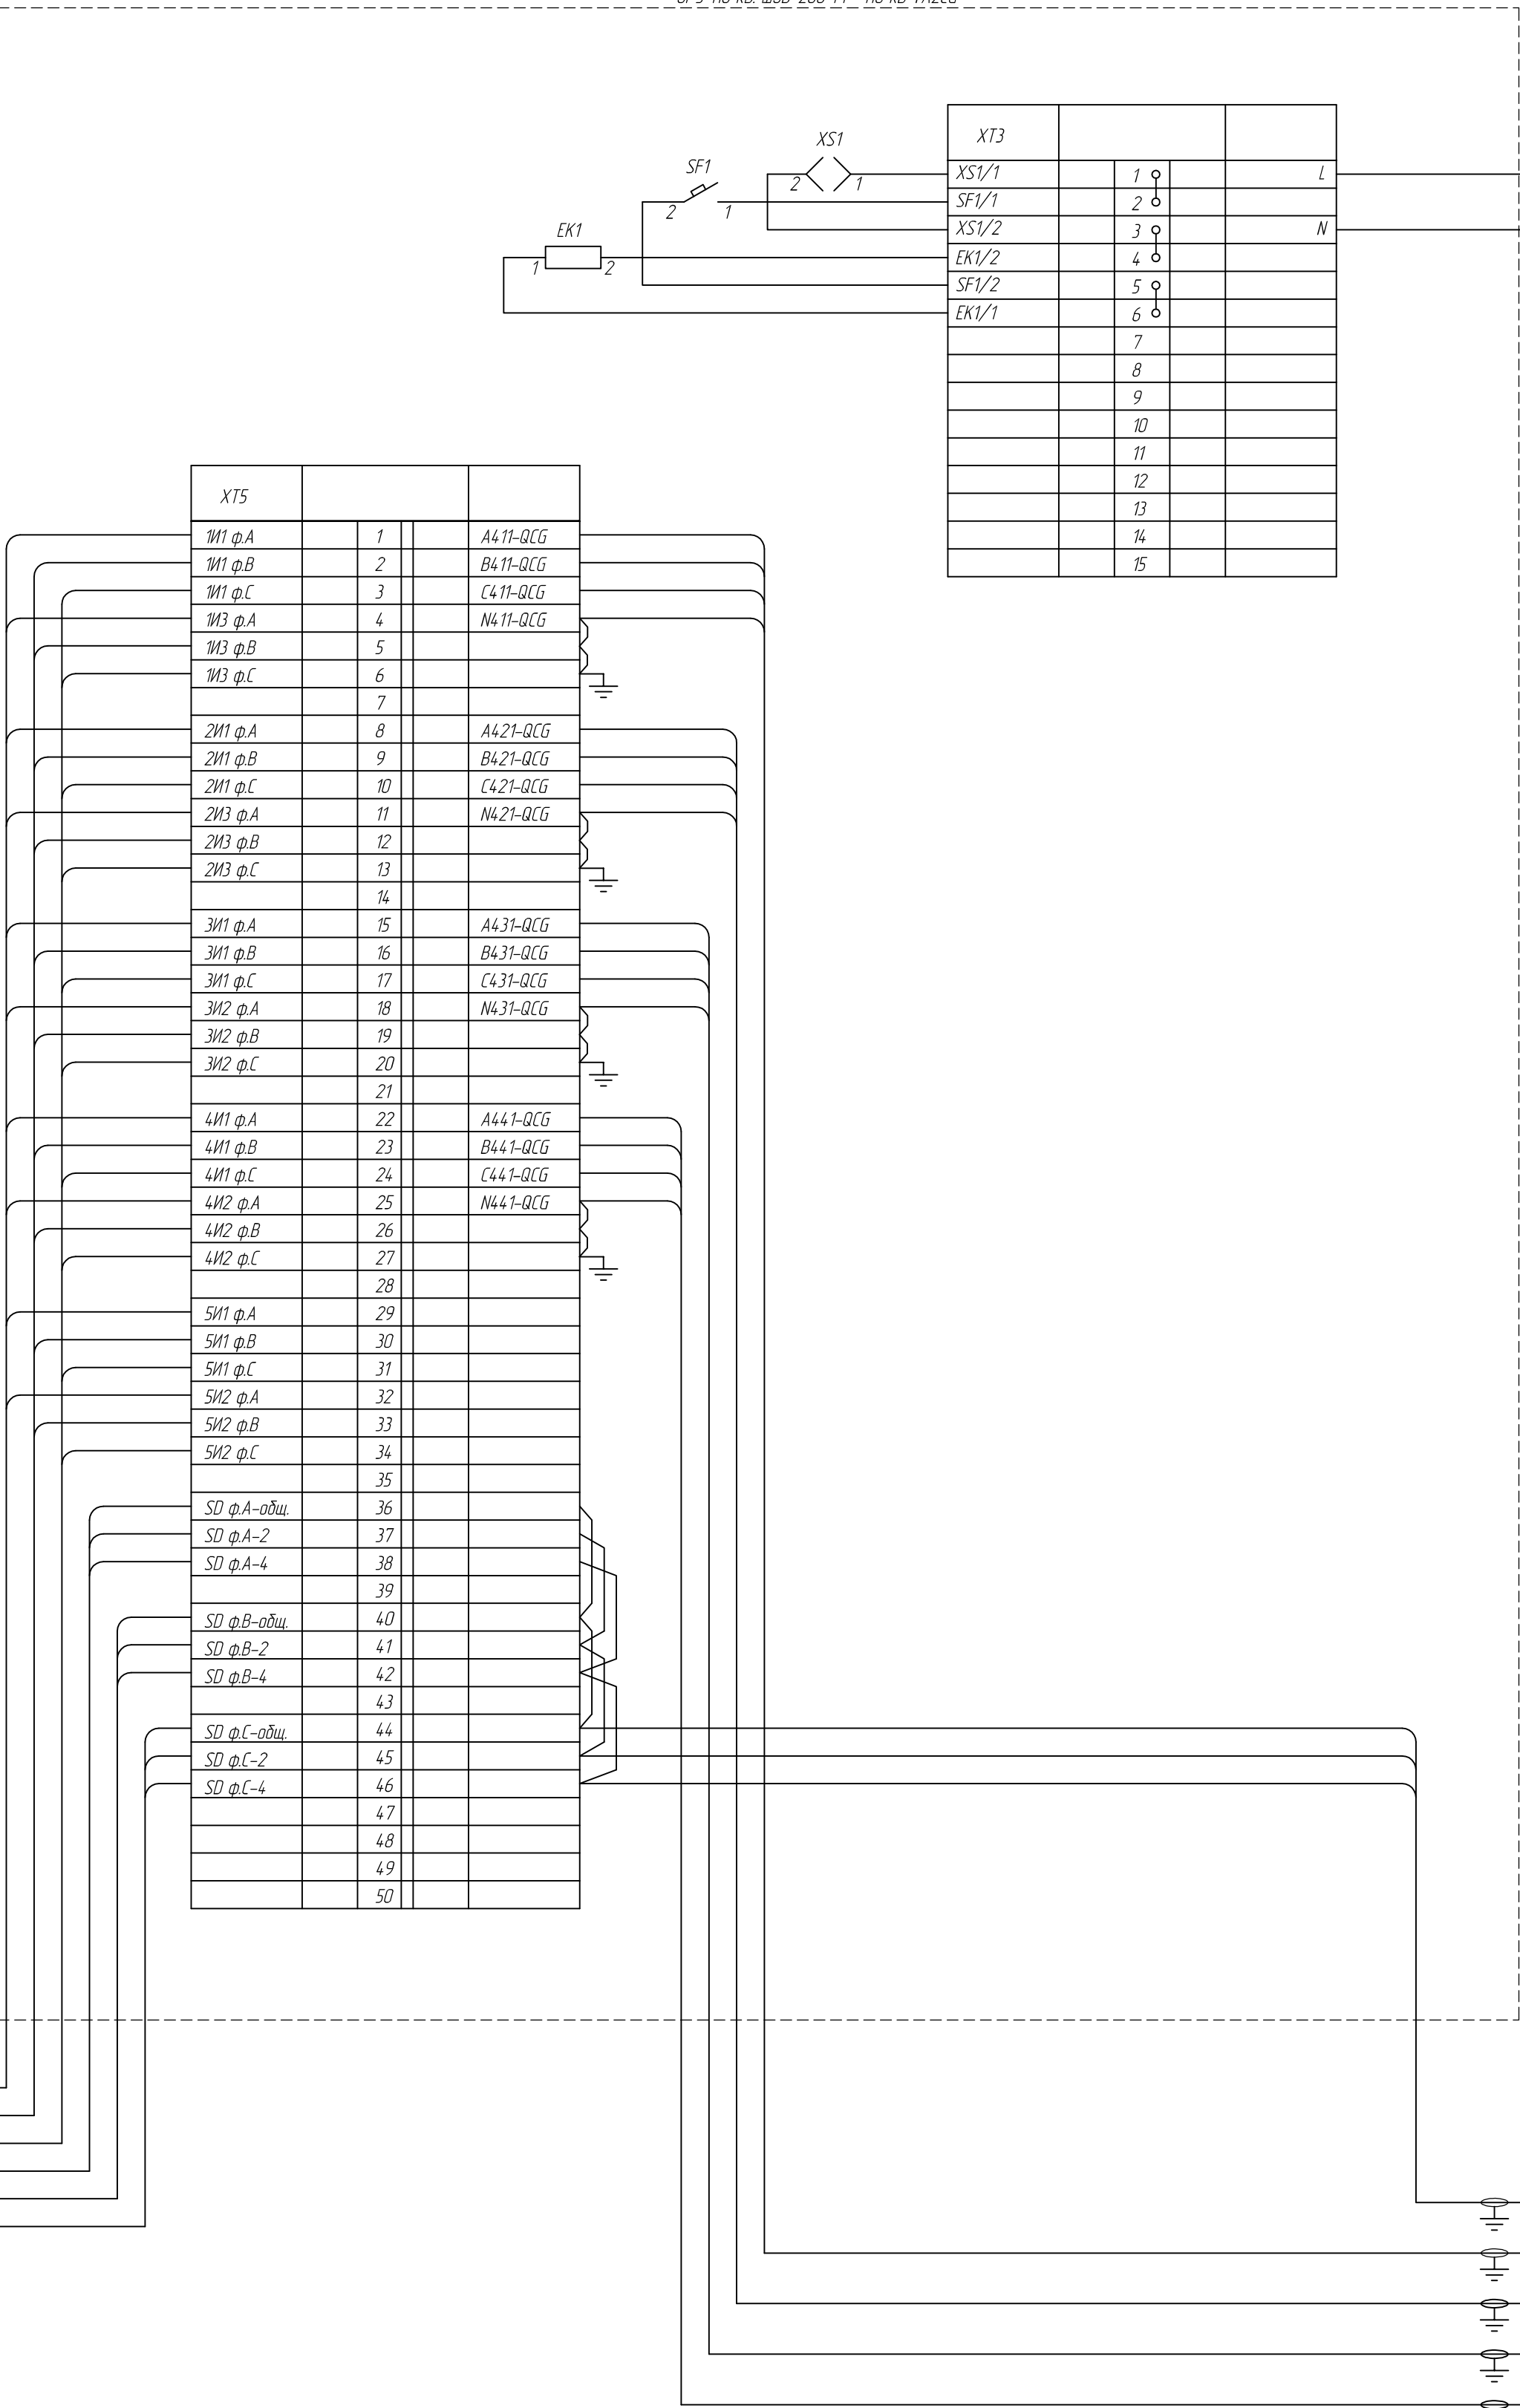 XS1
SF1
EK1
2 1
2 1
1 2
XT3
XS1/1 1 L
SF1/1 2
XS1/2 3 N
EK1/2 4
SF1/2 5
EK1/1 6
7
8
9
10
11
12
13
14
15
XT5
1И1 ф.А 1 A411-QCG
1И1 ф.В 2 B411-QCG
1И1 ф.С 3 C411-QCG
1И3 ф.А 4 N411-QCG
1И3 ф.В 5
1И3 ф.С 6
7
2И1 ф.А 8 A421-QCG
2И1 ф.В 9 B421-QCG
2И1 ф.С 10 C421-QCG
2И3 ф.А 11 N421-QCG
2И3 ф.В 12
2И3 ф.С 13
14
3И1 ф.А 15 A431-QCG
3И1 ф.В 16 B431-QCG
3И1 ф.С 17 C431-QCG
3И2 ф.А 18 N431-QCG
3И2 ф.В 19
3И2 ф.С 20
21
4И1 ф.А 22 A441-QCG
4И1 ф.В 23 B441-QCG
4И1 ф.С 24 C441-QCG
4И2 ф.А 25 N441-QCG
4И2 ф.В 26
4И2 ф.С 27
28
5И1 ф.А 29
5И1 ф.В 30
5И1 ф.С 31
5И2 ф.А 32
5И2 ф.В 33
5И2 ф.С 34
35
SD ф.А-общ. 36
SD ф.А-2 37
SD ф.А-4 38
39
SD ф.В-общ. 40
SD ф.В-2 41
SD ф.В-4 42
43
SD ф.С-общ. 44
SD ф.С-2 45
SD ф.С-4 46
47
48
49
50